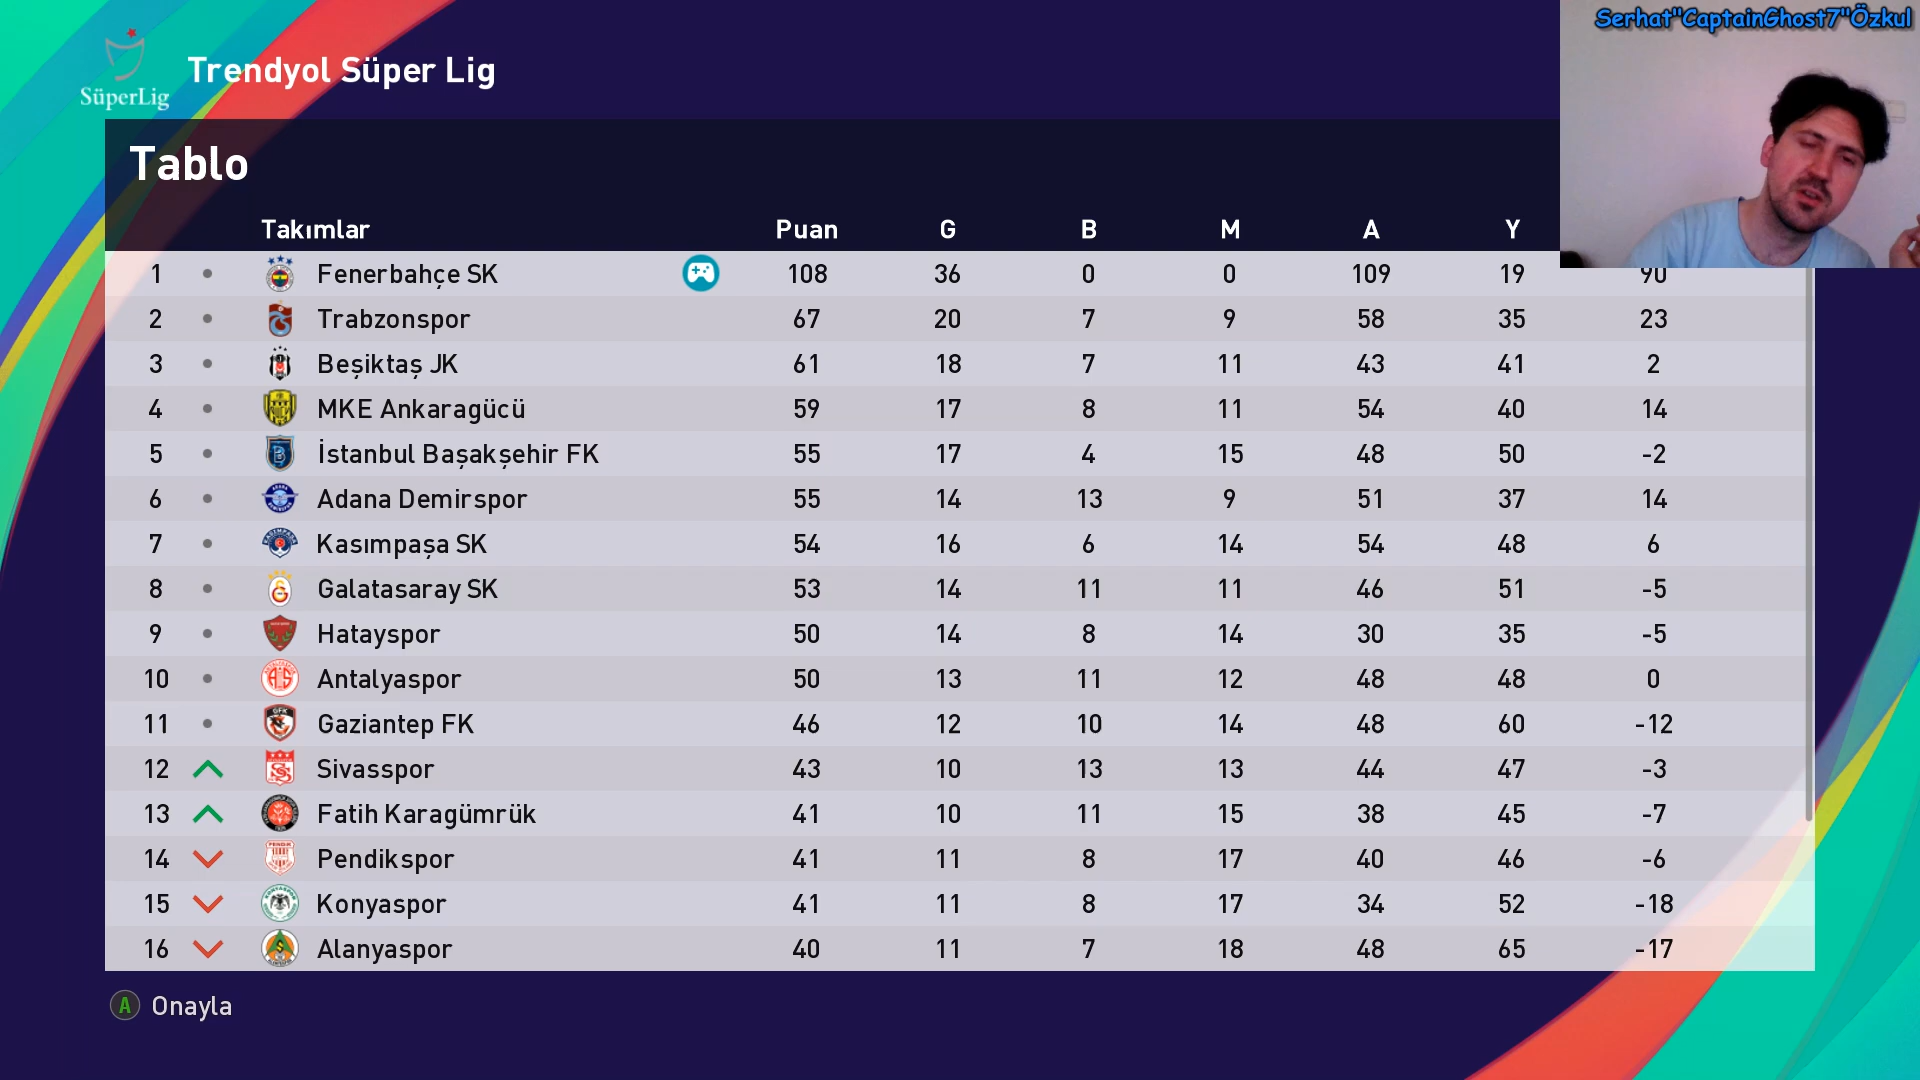 Serhat"CaptainGhost7"Özkul
SüperLig
Trendyol Süper Lig
Tablo
Takımlar Puan G B M A Y
1 Fenerbahçe SK 108 36 0 0 109 19 90
2 Trabzonspor 67 20 7 9 58 35 23
3 Beşiktaş JK 61 18 7 11 43 41 2
4 MKE Ankaragücü 59 17 8 11 54 40 14
5 İstanbul Başakşehir FK 55 17 4 15 48 50 -2
6 Adana Demirspor 55 14 13 9 51 37 14
7 Kasımpaşa SK 54 16 6 14 54 48 6
8 Galatasaray SK 53 14 11 11 46 51 -5
9 Hatayspor 50 14 8 14 30 35 -5
10 Antalyaspor 50 13 11 12 48 48 0
11 Gaziantep FK 46 12 10 14 48 60 -12
12 Sivasspor 43 10 13 13 44 47 -3
13 Fatih Karagümrük 41 10 11 15 38 45 -7
14 Pendikspor 41 11 8 17 40 46 -6
15 Konyaspor 41 11 8 17 34 52 -18
16 Alanyaspor 40 11 7 18 48 65 -17
A Onayla